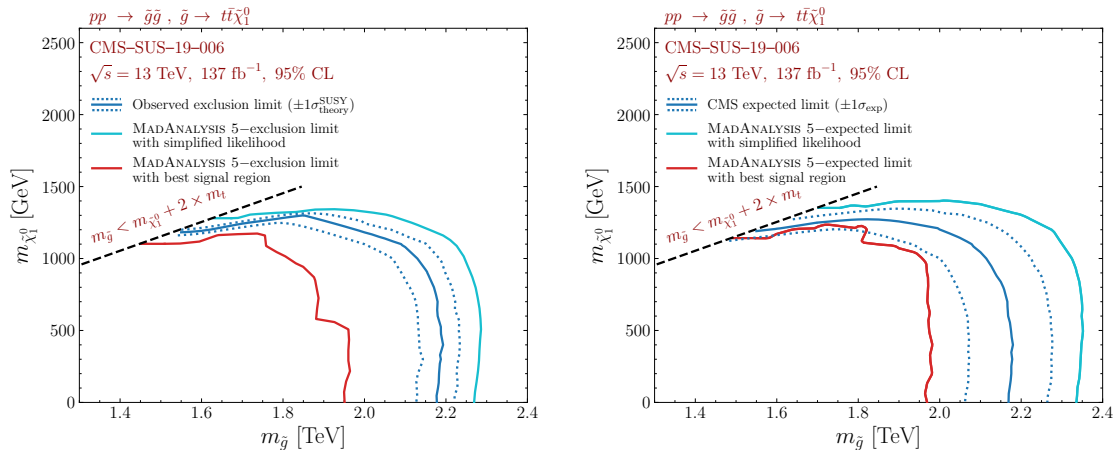 pp → g̃g̃ , g̃ → tt̄χ̃₁⁰
CMS–SUS–19–006
√s = 13 TeV, 137 fb⁻¹, 95% CL
Observed exclusion limit (±1σ_theory^SUSY)
MADANALYSIS 5−exclusion limit
with simplified likelihood
MADANALYSIS 5−exclusion limit
with best signal region
m_g̃ < m_χ̃₁⁰ + 2 × m_t
2500
2000
1500
1000
500
0
m_χ̃₁⁰ [GeV]
1.4 1.6 1.8 2.0 2.2 2.4
m_g̃ [TeV]
pp → g̃g̃ , g̃ → tt̄χ̃₁⁰
CMS–SUS–19–006
√s = 13 TeV, 137 fb⁻¹, 95% CL
CMS expected limit (±1σ_exp)
MADANALYSIS 5−expected limit
with simplified likelihood
MADANALYSIS 5−expected limit
with best signal region
m_g̃ < m_χ̃₁⁰ + 2 × m_t
2500
2000
1500
1000
500
0
m_χ̃₁⁰ [GeV]
1.4 1.6 1.8 2.0 2.2 2.4
m_g̃ [TeV]